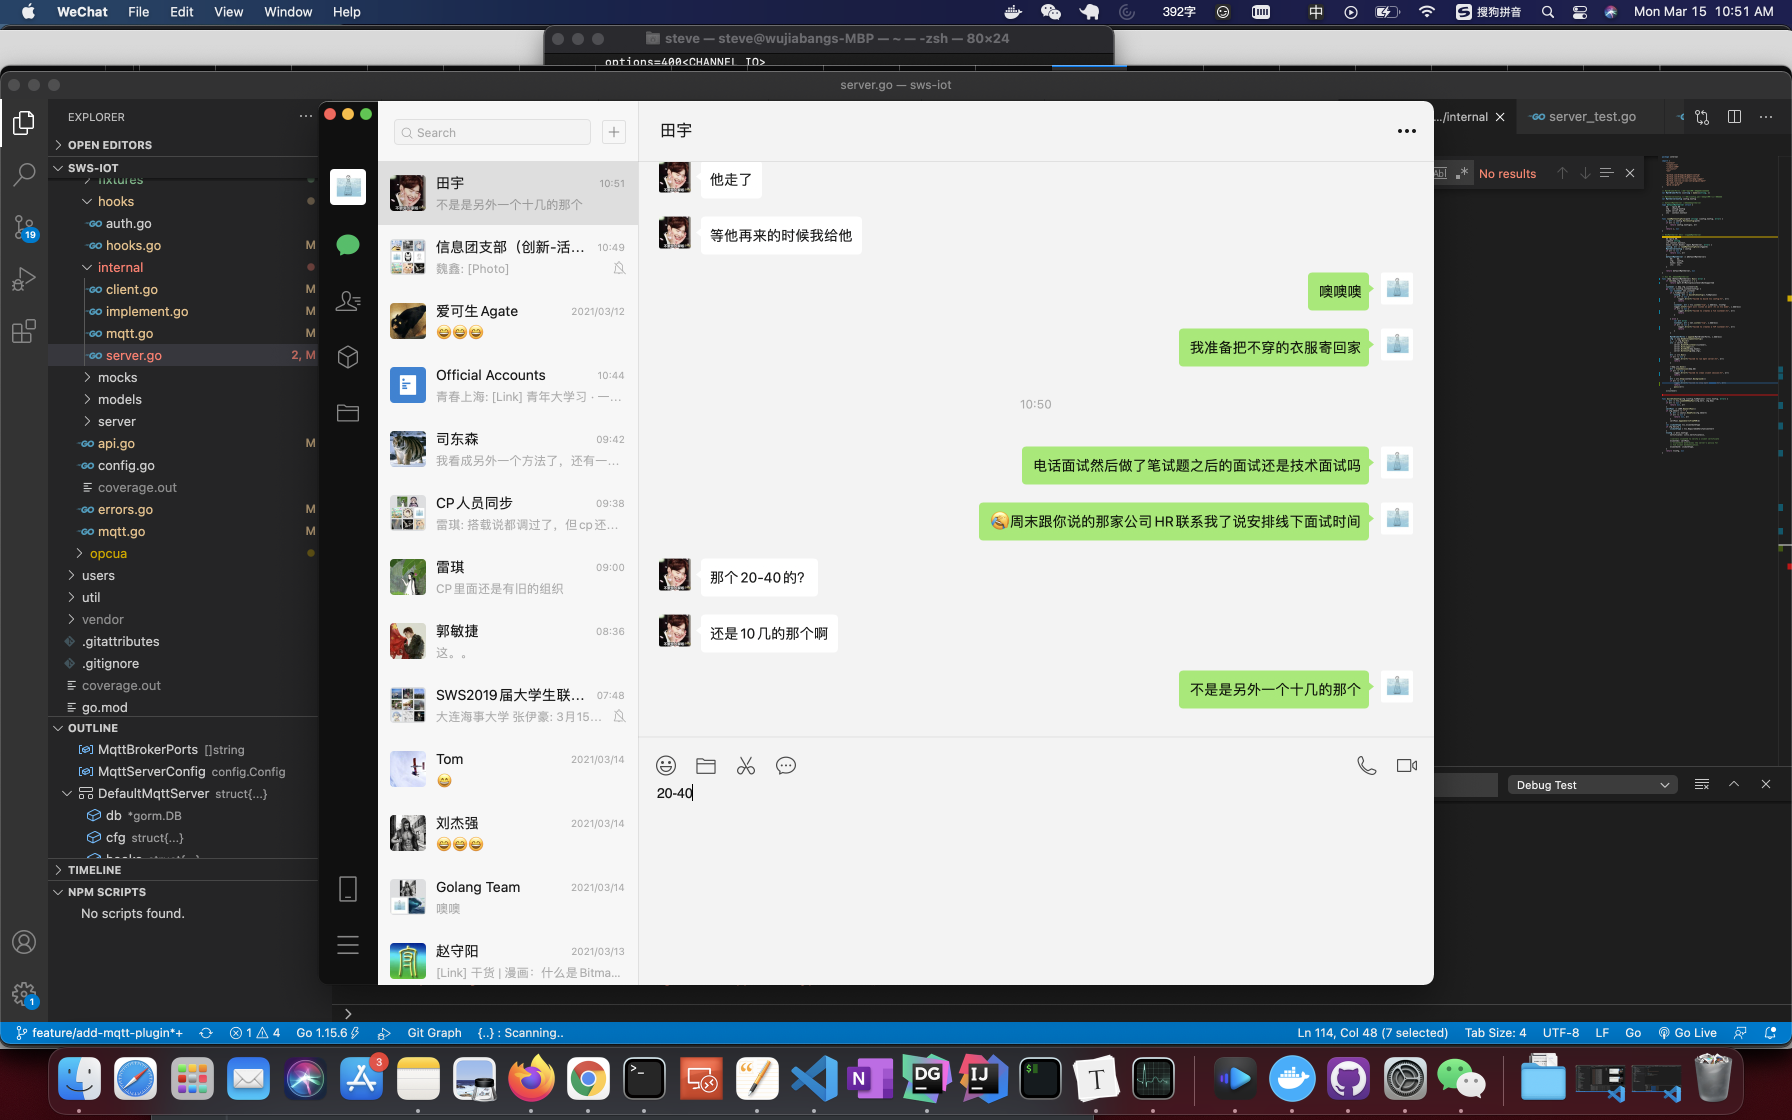 WeChat File Edit View Window Help
392字 中 搜狗拼音 Mon Mar 15 10:51 AM
steve — steve@wujiabangs-MBP — ~ — -zsh — 80×24
options=400<CHANNEL_IO>
server.go — sws-iot
EXPLORER
OPEN EDITORS
SWS-IOT
fixtures
hooks
auth.go
hooks.go M
internal
client.go M
implement.go M
mqtt.go M
server.go 2, M
mocks
models
server
api.go M
config.go
coverage.out
errors.go M
mqtt.go M
opcua
users
util
vendor
.gitattributes
.gitignore
coverage.out
go.mod
OUTLINE
MqttBrokerPorts []string
MqttServerConfig config.Config
DefaultMqttServer struct{...}
db *gorm.DB
cfg struct{...}
hooks struct{...}
TIMELINE
NPM SCRIPTS
No scripts found.
19
1
Search
田宇 10:51
不是是另外一个十几的那个
信息团支部（创新-活... 10:49
魏鑫: [Photo]
爱可生Agate 2021/03/12
Official Accounts 10:44
青春上海: [Link] 青年大学习 · 一...
司东森 09:42
我看成另外一个方法了，还有一...
CP人员同步 09:38
雷琪: 搭载说都调过了，但cp还...
雷琪 09:00
CP里面还是有旧的组织
郭敏捷 08:36
这。。
SWS2019届大学生联... 07:48
大连海事大学 张伊豪: 3月15...
Tom 2021/03/14
刘杰强 2021/03/14
Golang Team 2021/03/14
噢噢
赵守阳 2021/03/13
[Link] 干货 | 漫画：什么是Bitma...
田宇
他走了
等他再来的时候我给他
噢噢噢
我准备把不穿的衣服寄回家
10:50
电话面试然后做了笔试题之后的面试还是技术面试吗
周末跟你说的那家公司HR联系我了说安排线下面试时间
那个20-40的?
还是10几的那个啊
不是是另外一个十几的那个
20-40
.../internal server_test.go
No results
Debug Test
feature/add-mqtt-plugin*+ 1 4 Go 1.15.6 Git Graph {..} : Scanning..
Ln 114, Col 48 (7 selected) Tab Size: 4 UTF-8 LF Go Go Live
3
N
DG
IJ
T